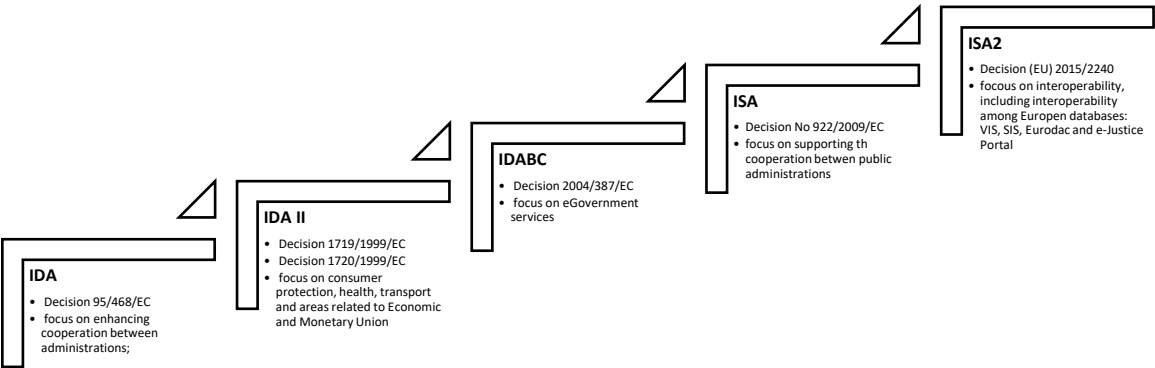 IDA
• Decision 95/468/EC
• focus on enhancing
cooperation between
administrations;
IDA II
• Decision 1719/1999/EC
• Decision 1720/1999/EC
• focus on consumer
protection, health, transport
and areas related to Economic
and Monetary Union
IDABC
• Decision 2004/387/EC
• focus on eGovernment
services
ISA
• Decision No 922/2009/EC
• focus on supporting th
cooperation betwen public
administrations
ISA2
• Decision (EU) 2015/2240
• focous on interoperability,
including interoperability
among Europen databases:
VIS, SIS, Eurodac and e-Justice
Portal